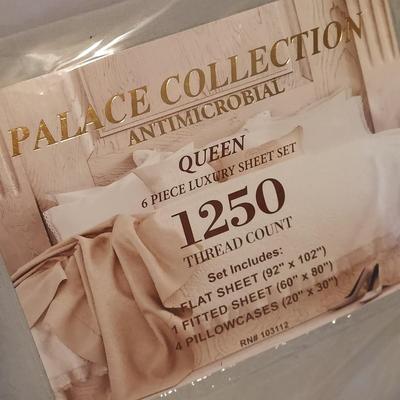 PALACE COLLECTION
ANTIMICROBIAL
QUEEN
6 PIECE LUXURY SHEET SET
1250
THREAD COUNT
Set Includes:
FLAT SHEET (92" x 102")
1 FITTED SHEET (60" x 80")
4 PILLOWCASES (20" x 30")
RN# 103112